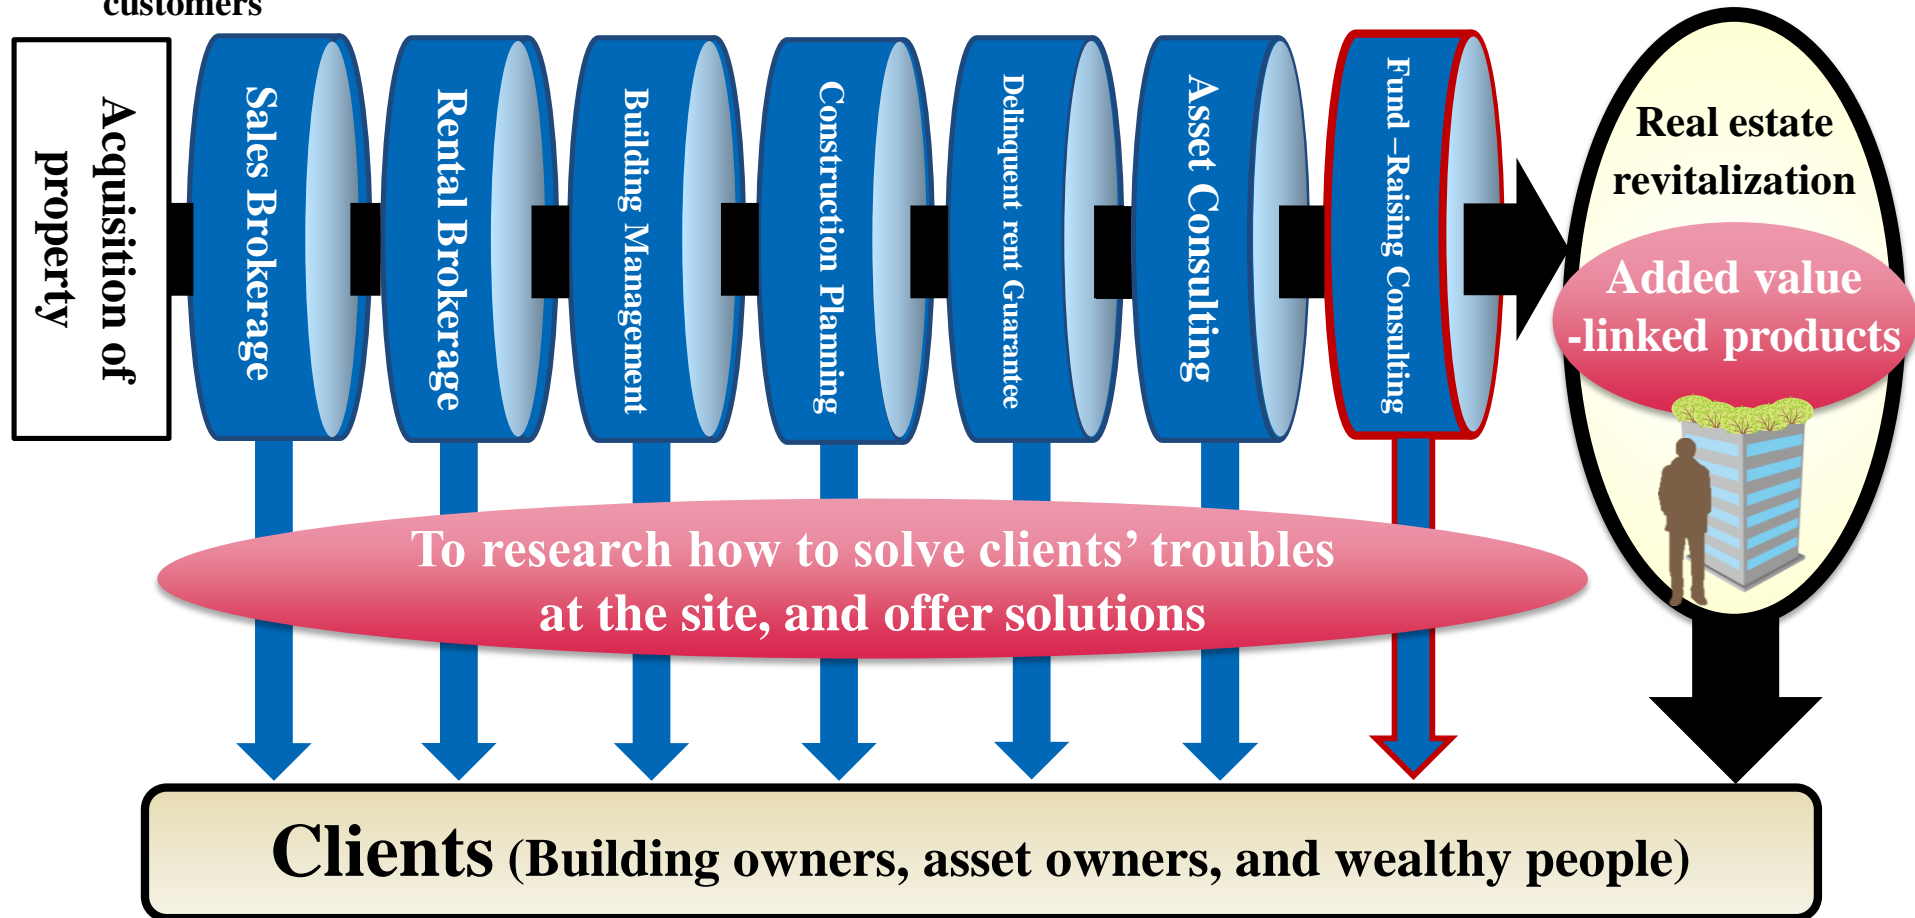 customers
Acquisition of
property
Sales Brokerage
Rental Brokerage
Building Management
Construction Planning
Delinquent rent Guarantee
Asset Consulting
Fund –Raising Consulting
Real estate
revitalization
Added value
-linked products
To research how to solve clients’ troubles
at the site, and offer solutions
Clients (Building owners, asset owners, and wealthy people)